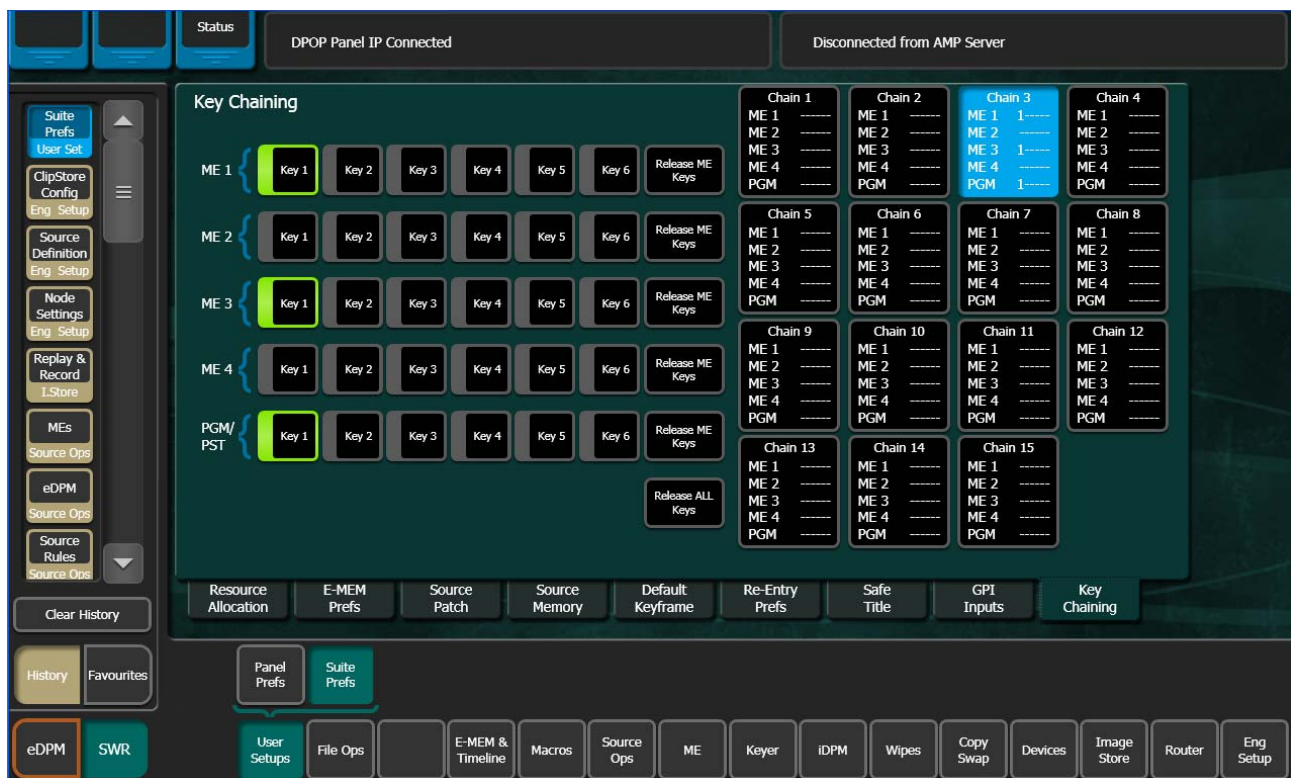 Status
DPOP Panel IP Connected
Disconnected from AMP Server
Suite
Prefs
User Set
ClipStore
Config
Eng Setup
Source
Definition
Eng Setup
Node
Settings
Eng Setup
Replay &
Record
I.Store
MEs
Source Ops
eDPM
Source Ops
Source
Rules
Source Ops
Clear History
History
Favourites
Key Chaining
ME 1 Key 1 Key 2 Key 3 Key 4 Key 5 Key 6 Release ME
Keys
ME 2 Key 1 Key 2 Key 3 Key 4 Key 5 Key 6 Release ME
Keys
ME 3 Key 1 Key 2 Key 3 Key 4 Key 5 Key 6 Release ME
Keys
ME 4 Key 1 Key 2 Key 3 Key 4 Key 5 Key 6 Release ME
Keys
PGM/
PST Key 1 Key 2 Key 3 Key 4 Key 5 Key 6 Release ME
Keys
Release ALL
Keys
Chain 1
ME 1 ------
ME 2 ------
ME 3 ------
ME 4 ------
PGM ------
Chain 2
ME 1 ------
ME 2 ------
ME 3 ------
ME 4 ------
PGM ------
Chain 3
ME 1 1-----
ME 2 ------
ME 3 1-----
ME 4 ------
PGM 1-----
Chain 4
ME 1 ------
ME 2 ------
ME 3 ------
ME 4 ------
PGM ------
Chain 5
ME 1 ------
ME 2 ------
ME 3 ------
ME 4 ------
PGM ------
Chain 6
ME 1 ------
ME 2 ------
ME 3 ------
ME 4 ------
PGM ------
Chain 7
ME 1 ------
ME 2 ------
ME 3 ------
ME 4 ------
PGM ------
Chain 8
ME 1 ------
ME 2 ------
ME 3 ------
ME 4 ------
PGM ------
Chain 9
ME 1 ------
ME 2 ------
ME 3 ------
ME 4 ------
PGM ------
Chain 10
ME 1 ------
ME 2 ------
ME 3 ------
ME 4 ------
PGM ------
Chain 11
ME 1 ------
ME 2 ------
ME 3 ------
ME 4 ------
PGM ------
Chain 12
ME 1 ------
ME 2 ------
ME 3 ------
ME 4 ------
PGM ------
Chain 13
ME 1 ------
ME 2 ------
ME 3 ------
ME 4 ------
PGM ------
Chain 14
ME 1 ------
ME 2 ------
ME 3 ------
ME 4 ------
PGM ------
Chain 15
ME 1 ------
ME 2 ------
ME 3 ------
ME 4 ------
PGM ------
Resource
Allocation
E-MEM
Prefs
Source
Patch
Source
Memory
Default
Keyframe
Re-Entry
Prefs
Safe
Title
GPI
Inputs
Key
Chaining
Panel
Prefs
Suite
Prefs
eDPM
SWR
User
Setups
File Ops
E-MEM &
Timeline
Macros
Source
Ops
ME
Keyer
iDPM
Wipes
Copy
Swap
Devices
Image
Store
Router
Eng
Setup